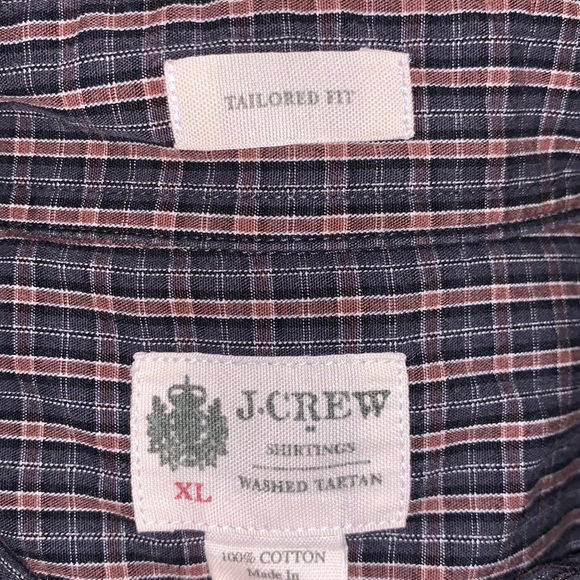 TAILORED FIT
J.CREW
SHIRTINGS
WASHED TARTAN
XL
100% COTTON
Made In